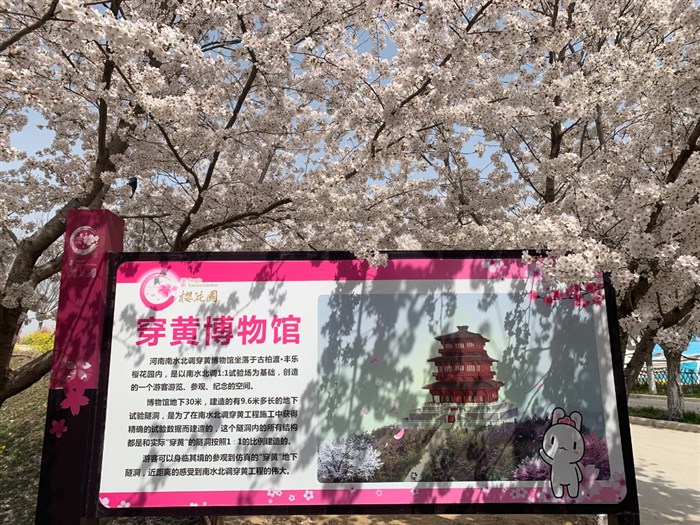 樱花园
穿黄博物馆
河南南水北调穿黄博物馆坐落于古柏渡·丰乐
樱花园内，是以南水北调1:1试验场为基础，创造
的一个游客游览、参观、纪念的空间。
博物馆地下30米，建造的有9.6米多长的地下
试验隧洞，是为了在南水北调穿黄工程施工中获得
精确的试验数据而建造的，这个隧洞内的所有结构
都是和实际“穿黄”的隧洞按照1：1的比例建造的。
游客可以身临其境的参观到仿真的“穿黄”地下
隧洞，近距离的感受到南水北调穿黄工程的伟大。